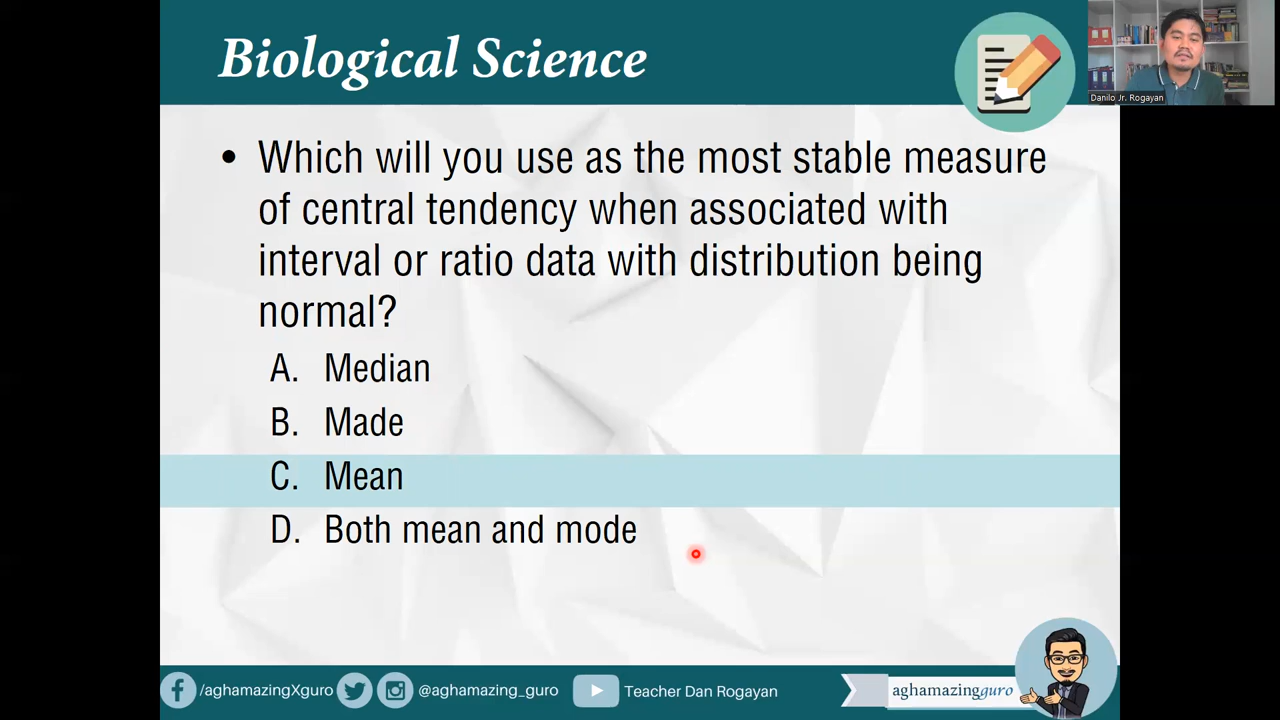 Biological Science
Danilo Jr. Rogayan
• Which will you use as the most stable measure
of central tendency when associated with
interval or ratio data with distribution being
normal?
A. Median
B. Made
C. Mean
D. Both mean and mode
/aghamazingXguro
@aghamazing_guro
Teacher Dan Rogayan
aghamazingguro